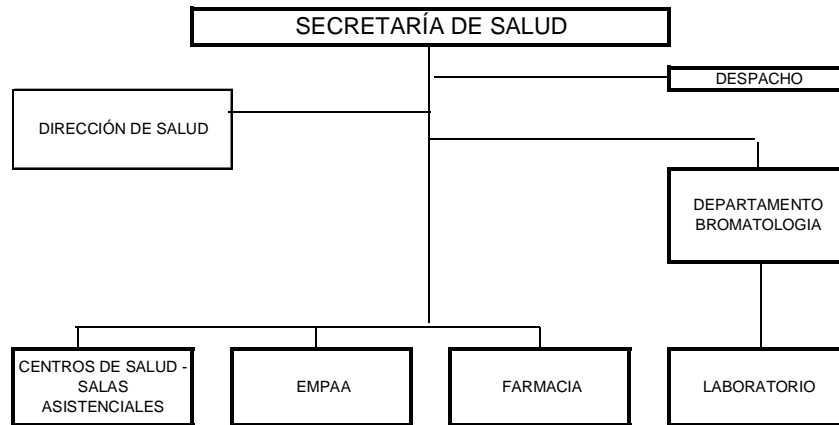 SECRETARÍA DE SALUD
DESPACHO
DIRECCIÓN DE SALUD
DEPARTAMENTO
BROMATOLOGIA
CENTROS DE SALUD -
SALAS
ASISTENCIALES
EMPAA
FARMACIA
LABORATORIO